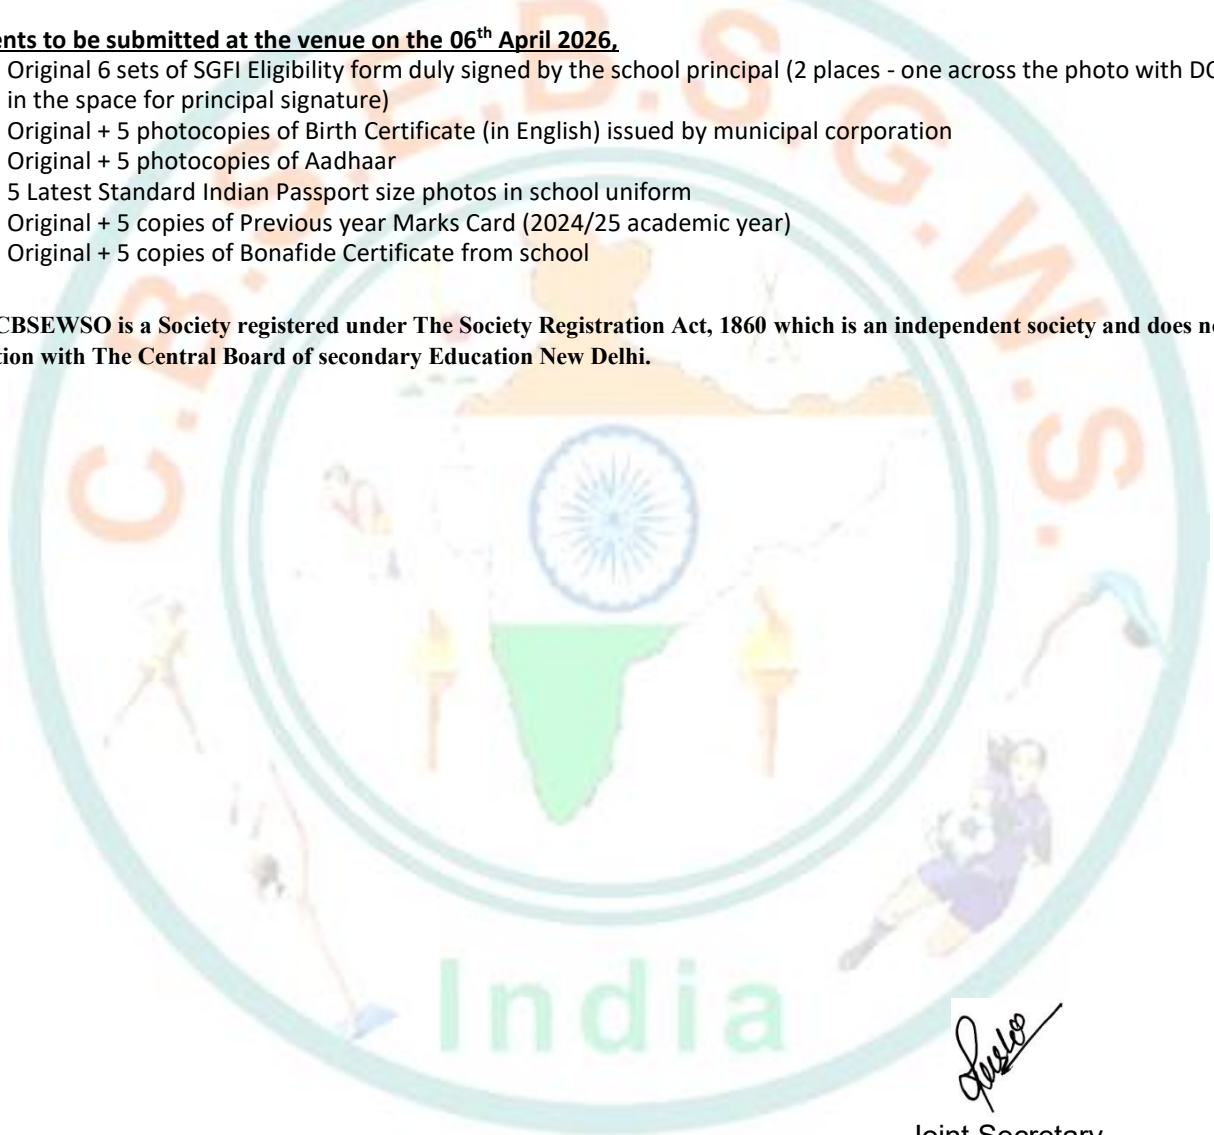 ents to be submitted at the venue on the 06th April 2026,
Original 6 sets of SGFI Eligibility form duly signed by the school principal (2 places - one across the photo with DO
in the space for principal signature)
Original + 5 photocopies of Birth Certificate (in English) issued by municipal corporation
Original + 5 photocopies of Aadhaar
5 Latest Standard Indian Passport size photos in school uniform
Original + 5 copies of Previous year Marks Card (2024/25 academic year)
Original + 5 copies of Bonafide Certificate from school
CBSEWSO is a Society registered under The Society Registration Act, 1860 which is an independent society and does n
tion with The Central Board of secondary Education New Delhi.
C.B.S.E.B.S.G.W.S.
India
Joint Secretary